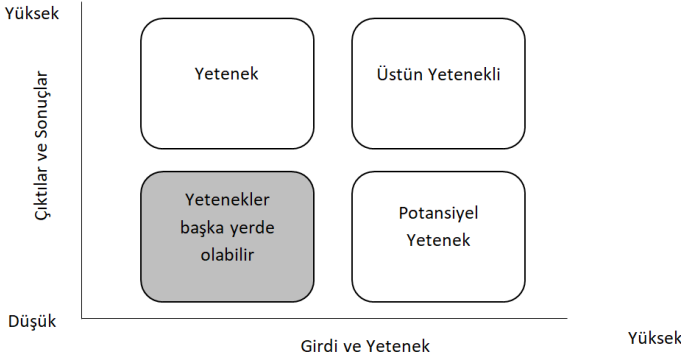 Yüksek
Çıktılar ve Sonuçlar
Yetenek
Üstün Yetenekli
Yetenekler
başka yerde
olabilir
Potansiyel
Yetenek
Düşük
Girdi ve Yetenek
Yüksek